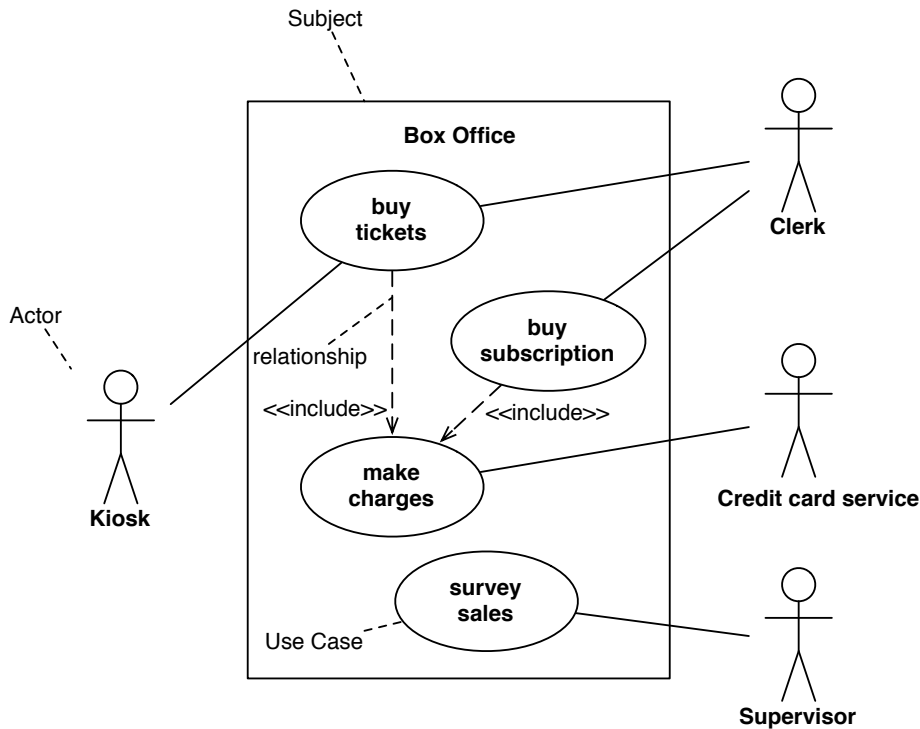 Subject
Box Office
buy
tickets
Clerk
Actor
relationship
buy
subscription
<<include>>
<<include>>
make
charges
Kiosk
Credit card service
survey
sales
Use Case
Supervisor